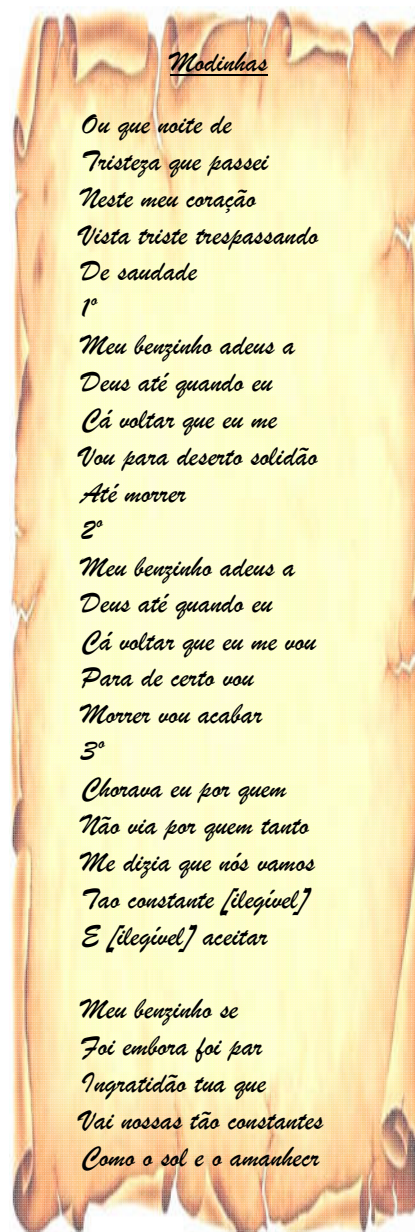 Modinhas
Ou que noite de
Tristeza que passei
Neste meu coração
Vista triste trespassando
De saudade
1º
Meu benzinho adeus a
Deus até quando eu
Cá voltar que eu me
Vou para deserto solidão
Até morrer
2º
Meu benzinho adeus a
Deus até quando eu
Cá voltar que eu me vou
Para de certo vou
Morrer vou acabar
3º
Chorava eu por quem
Não via por quem tanto
Me dizia que nós vamos
Tao constante [ilegível]
E [ilegível] aceitar
Meu benzinho se
Foi embora foi par
Ingratidão tua que
Vai nossas tão constantes
Como o sol e o amanhecr